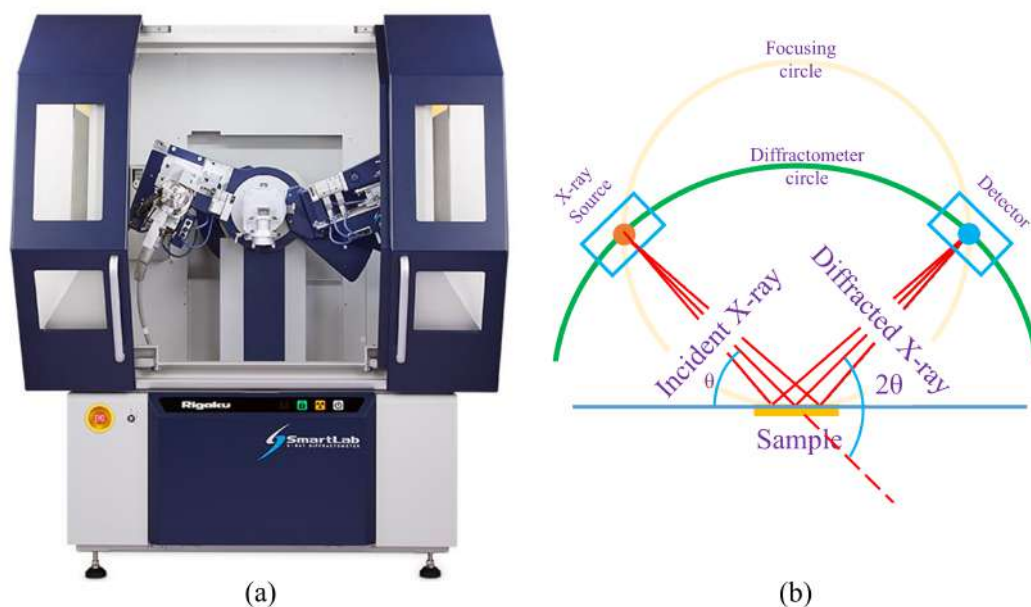 Rigaku
SmartLab
X-RAY DIFFRACTOMETER
(a)
Focusing
circle
Diffractometer
circle
X-ray
Source
Detector
Incident X-ray
Diffracted X-ray
θ
2θ
Sample
(b)